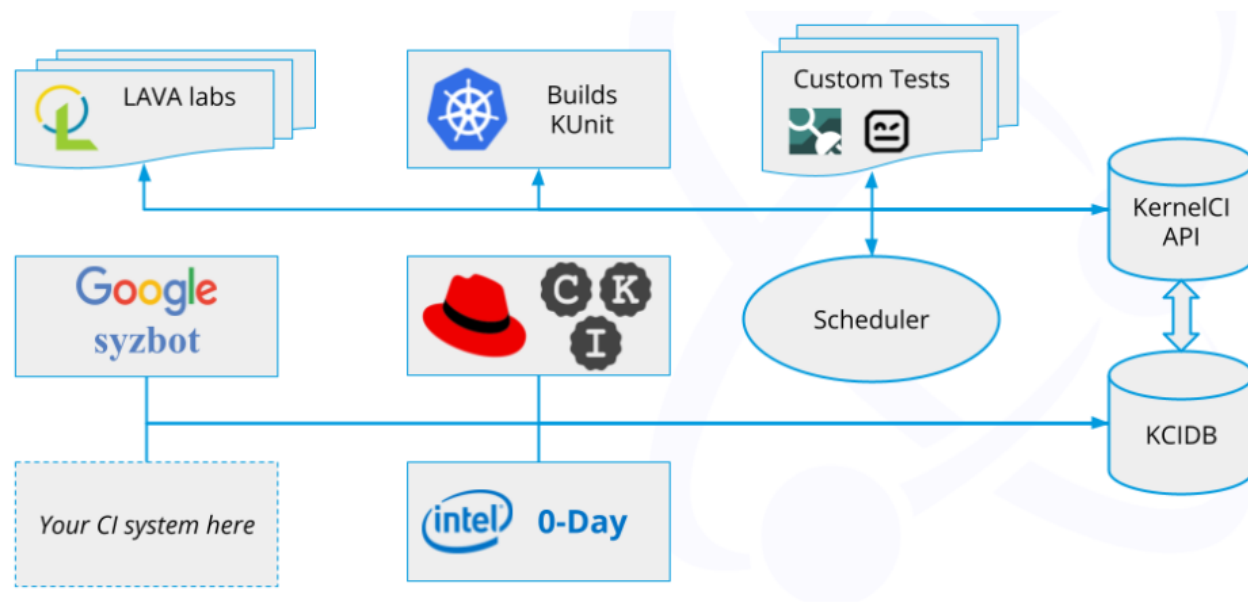 LAVA labs
Builds
KUnit
Custom Tests
KernelCI
API
Google
syzbot
C K
I
Scheduler
KCIDB
Your CI system here
intel 0-Day